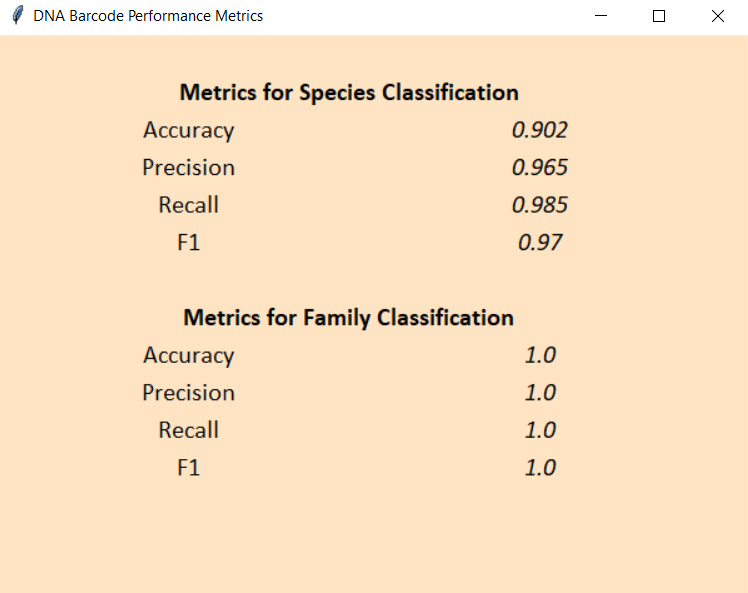 DNA Barcode Performance Metrics
Metrics for Species Classification
Accuracy 0.902
Precision 0.965
Recall 0.985
F1 0.97
Metrics for Family Classification
Accuracy 1.0
Precision 1.0
Recall 1.0
F1 1.0